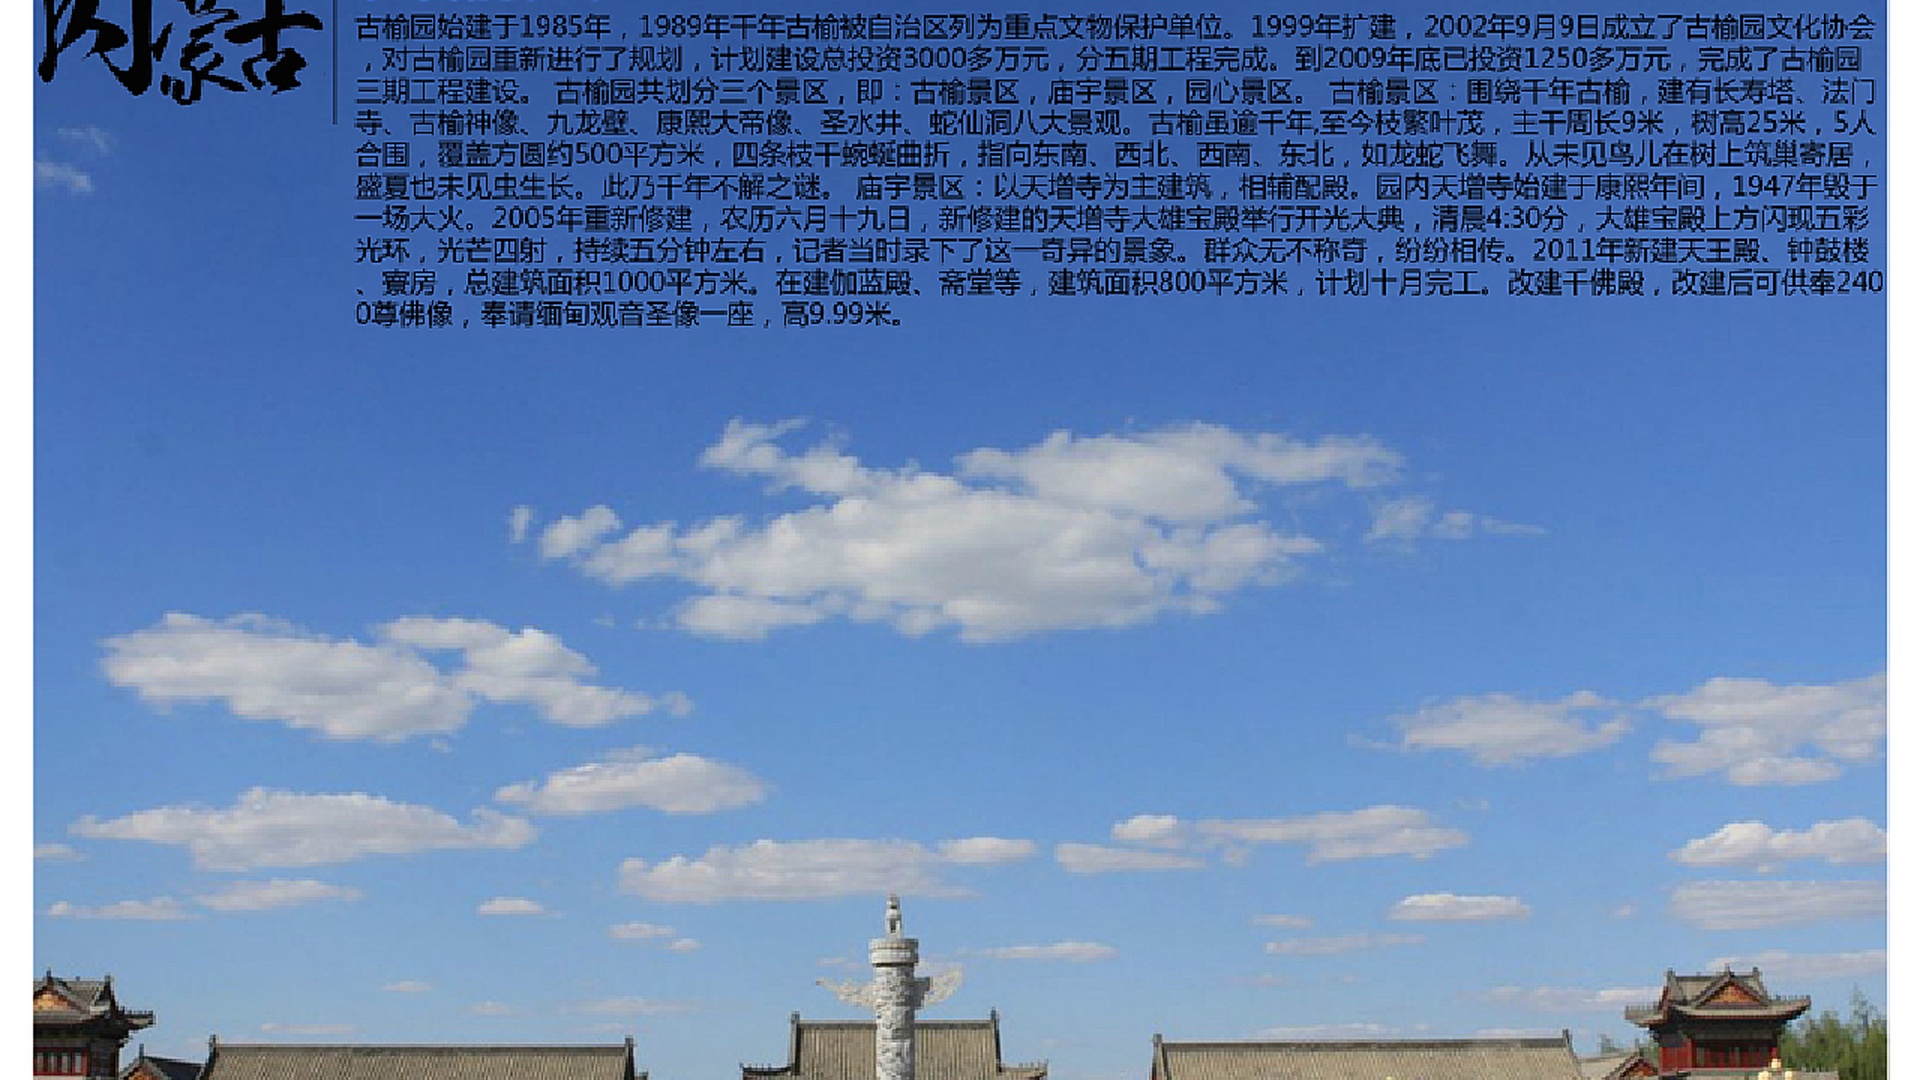 内蒙古
古榆园始建于1985年，1989年千年古榆被自治区列为重点文物保护单位。1999年扩建，2002年9月9日成立了古榆园文化协会
，对古榆园重新进行了规划，计划建设总投资3000多万元，分五期工程完成。到2009年底已投资1250多万元，完成了古榆园
三期工程建设。 古榆园共划分三个景区，即：古榆景区，庙宇景区，园心景区。 古榆景区：围绕千年古榆，建有长寿塔、法门
寺、古榆神像、九龙壁、康熙大帝像、圣水井、蛇仙洞八大景观。古榆虽逾千年,至今枝繁叶茂，主干周长9米，树高25米，5人
合围，覆盖方圆约500平方米，四条枝干蜿蜒曲折，指向东南、西北、西南、东北，如龙蛇飞舞。从未见鸟儿在树上筑巢寄居，
盛夏也未见虫生长。此乃千年不解之谜。 庙宇景区：以天增寺为主建筑，相辅配殿。园内天增寺始建于康熙年间，1947年毁于
一场大火。2005年重新修建，农历六月十九日，新修建的天增寺大雄宝殿举行开光大典，清晨4:30分，大雄宝殿上方闪现五彩
光环，光芒四射，持续五分钟左右，记者当时录下了这一奇异的景象。群众无不称奇，纷纷相传。2011年新建天王殿、钟鼓楼
、寮房，总建筑面积1000平方米。在建伽蓝殿、斋堂等，建筑面积800平方米，计划十月完工。改建千佛殿，改建后可供奉240
0尊佛像，奉请缅甸观音圣像一座，高9.99米。